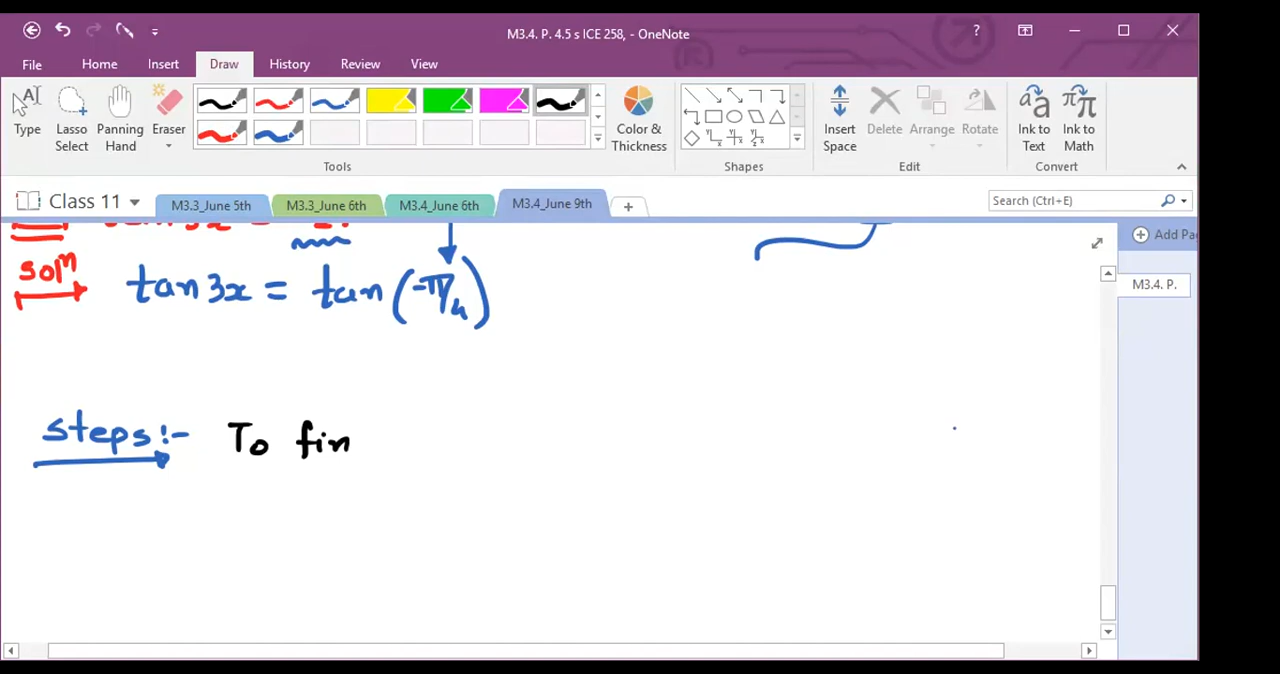 M3.4. P. 4.5 s ICE 258, - OneNote
?
File Home Insert Draw History Review View
Type
Lasso Select
Panning Hand
Eraser
Color & Thickness
Insert Space
Delete
Arrange
Rotate
Ink to Text
Ink to Math
Tools
Shapes
Edit
Convert
Class 11
M3.3_June 5th
M3.3_June 6th
M3.4_June 6th
M3.4_June 9th
Search (Ctrl+E)
Add Pa
M3.4. P.
solⁿ tan 3x = tan (-π/4)
steps:- To fin